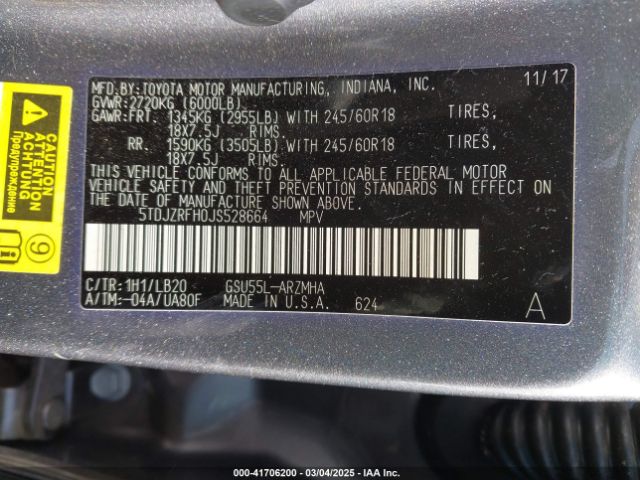 MFD.BY:TOYOTA MOTOR MANUFACTURING, INDIANA, INC. 11/17
GVWR:2720KG (6000LB)
GAWR:FRT. 1345KG (2955LB) WITH 245/60R18 TIRES,
18X7.5J RIMS.
RR. 1590KG (3505LB) WITH 245/60R18 TIRES,
18X7.5J RIMS.
THIS VEHICLE CONFORMS TO ALL APPLICABLE FEDERAL MOTOR
VEHICLE SAFETY AND THEFT PREVENTION STANDARDS IN EFFECT ON
THE DATE OF MANUFACTURE SHOWN ABOVE.
5TDJZRFH0JS528664 MPV
C/TR:1H1/LB20 GSU55L-ARZMHA
A/TM:-04A/UA80F MADE IN U.S.A. 624 A
CAUTION
ATTENTION
ACHTUNG
Предупреждение
9
000-41706200 - 03/04/2025 - IAA Inc.